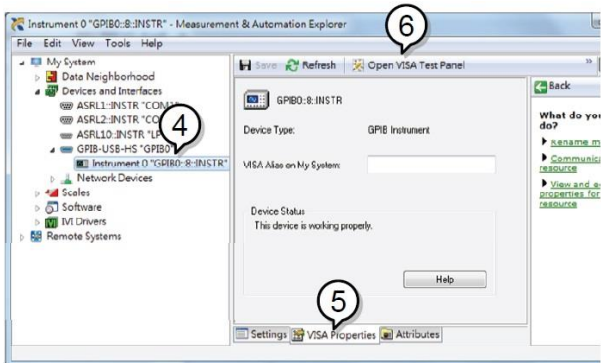 Instrument 0 "GPIB0::8::INSTR" - Measurement & Automation Explorer
File Edit View Tools Help
My System
Data Neighborhood
Devices and Interfaces
ASRL1::INSTR "COM1"
ASRL2::INSTR "CO
ASRL10::INSTR "LP
GPIB-USB-HS "GPIB0"
Instrument 0 "GPIB0::8::INSTR"
Network Devices
Scales
Software
IVI Drivers
Remote Systems
4
6
Save Refresh Open VISA Test Panel »
GPIB0::8::INSTR
Device Type: GPIB Instrument
VISA Alias on My System:
Device Status
This device is working properly.
Help
5
Settings VISA Properties Attributes
Back
What do you
do?
Rename m
Communica
resource
View and e
properties for
resource